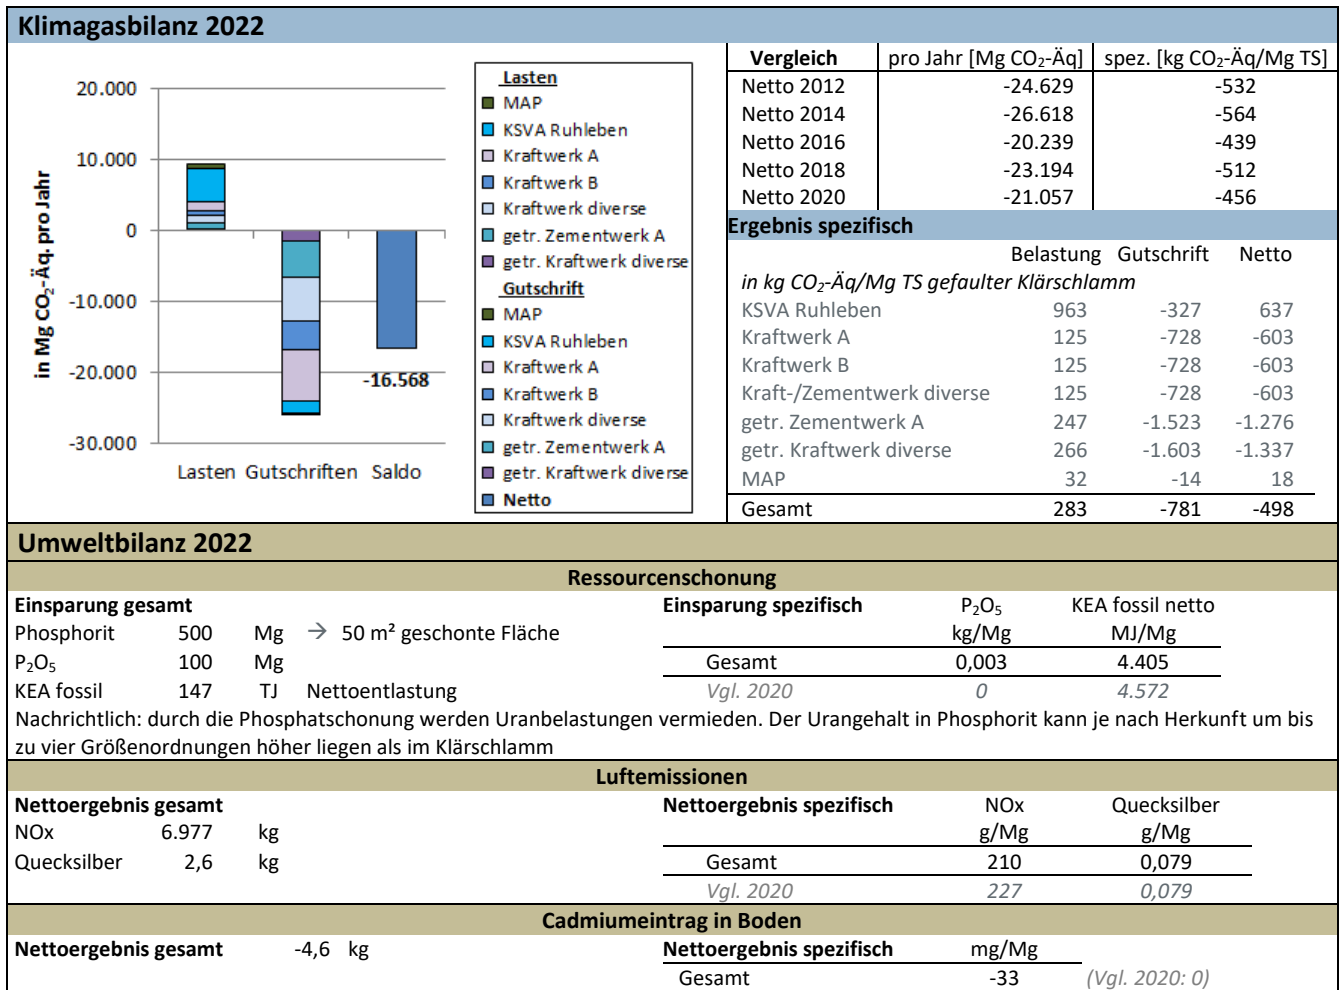 Klimagasbilanz 2022
in Mg CO₂-Äq. pro Jahr
20.000
10.000
0
-10.000
-20.000
-30.000
-16.568
Lasten Gutschriften Saldo
Lasten
MAP
KSVA Ruhleben
Kraftwerk A
Kraftwerk B
Kraftwerk diverse
getr. Zementwerk A
getr. Kraftwerk diverse
Gutschrift
MAP
KSVA Ruhleben
Kraftwerk A
Kraftwerk B
Kraftwerk diverse
getr. Zementwerk A
getr. Kraftwerk diverse
Netto
Vergleich pro Jahr [Mg CO₂-Äq] spez. [kg CO₂-Äq/Mg TS]
Netto 2012 -24.629 -532
Netto 2014 -26.618 -564
Netto 2016 -20.239 -439
Netto 2018 -23.194 -512
Netto 2020 -21.057 -456
Ergebnis spezifisch
Belastung Gutschrift Netto
in kg CO₂-Äq/Mg TS gefaulter Klärschlamm
KSVA Ruhleben 963 -327 637
Kraftwerk A 125 -728 -603
Kraftwerk B 125 -728 -603
Kraft-/Zementwerk diverse 125 -728 -603
getr. Zementwerk A 247 -1.523 -1.276
getr. Kraftwerk diverse 266 -1.603 -1.337
MAP 32 -14 18
Gesamt 283 -781 -498
Umweltbilanz 2022
Ressourcenschonung
Einsparung gesamt Einsparung spezifisch P₂O₅ KEA fossil netto
Phosphorit 500 Mg → 50 m² geschonte Fläche kg/Mg MJ/Mg
P₂O₅ 100 Mg Gesamt 0,003 4.405
KEA fossil 147 TJ Nettoentlastung Vgl. 2020 0 4.572
Nachrichtlich: durch die Phosphatschonung werden Uranbelastungen vermieden. Der Urangehalt in Phosphorit kann je nach Herkunft um bis
zu vier Größenordnungen höher liegen als im Klärschlamm
Luftemissionen
Nettoergebnis gesamt Nettoergebnis spezifisch NOx Quecksilber
NOx 6.977 kg g/Mg g/Mg
Quecksilber 2,6 kg Gesamt 210 0,079
Vgl. 2020 227 0,079
Cadmiumeintrag in Boden
Nettoergebnis gesamt -4,6 kg Nettoergebnis spezifisch mg/Mg
Gesamt -33 (Vgl. 2020: 0)